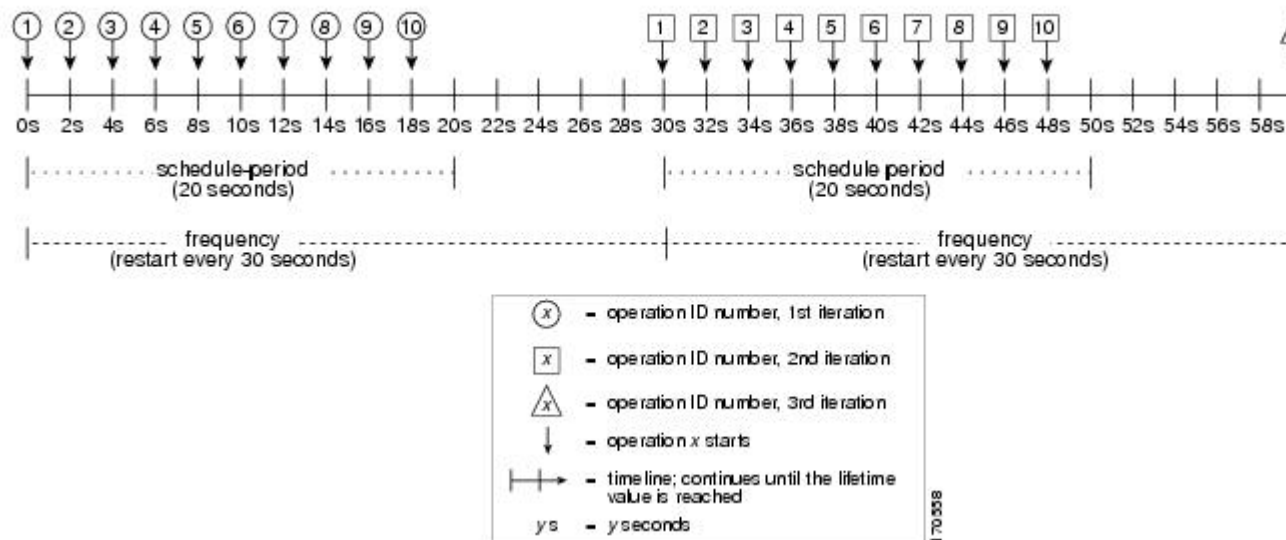 1 2 3 4 5 6 7 8 9 10 1 2 3 4 5 6 7 8 9 10
0s 2s 4s 6s 8s 10s 12s 14s 16s 18s 20s 22s 24s 26s 28s 30s 32s 34s 36s 38s 40s 42s 44s 46s 48s 50s 52s 54s 56s 58s
schedule-period schedule period
(20 seconds) (20 seconds)
frequency frequency
(restart every 30 seconds) (restart every 30 seconds)
x = operation ID number, 1st iteration
x = operation ID number, 2nd iteration
x = operation ID number, 3rd iteration
= operation x starts
= timeline; continues until the lifetime
value is reached
y s = y seconds
170558